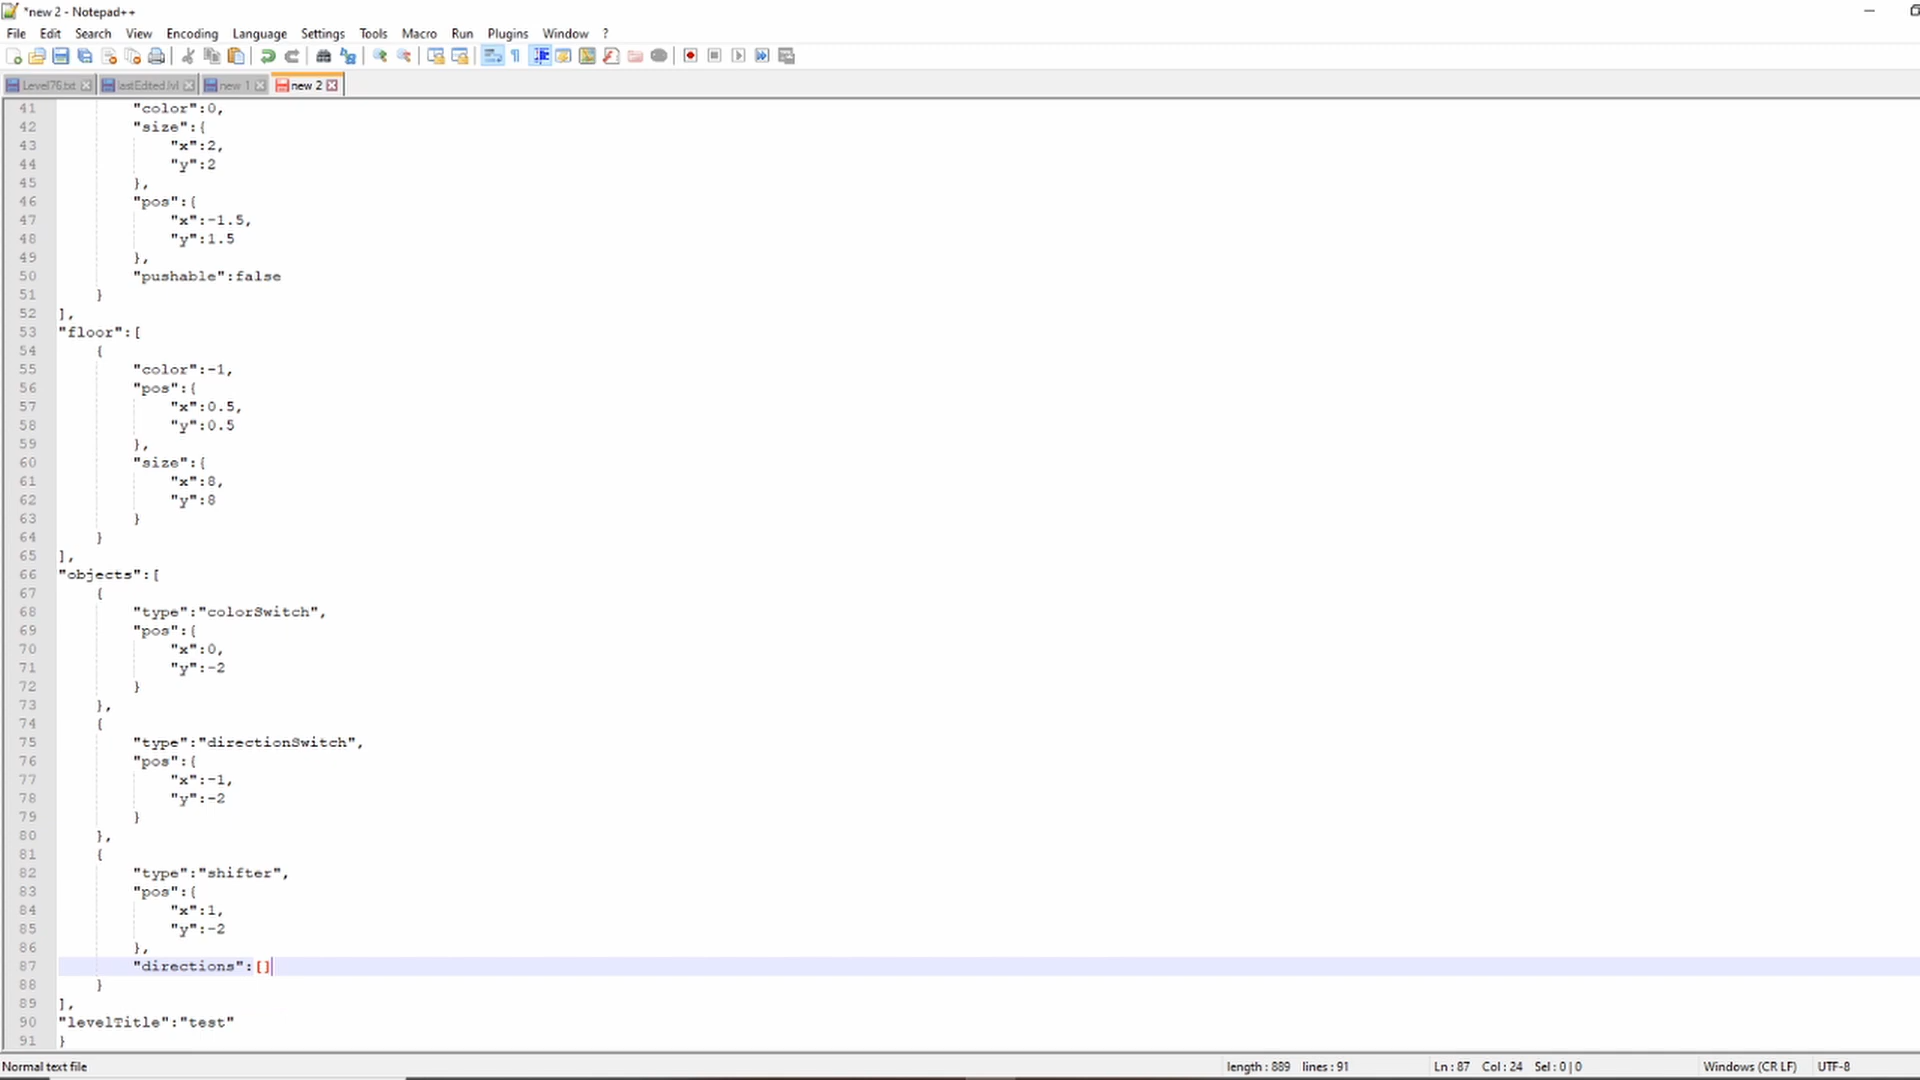 *new 2 - Notepad++
File Edit Search View Encoding Language Settings Tools Macro Run Plugins Window ?
Level76.txt lastEdited.lvl new 1 new 2
41 "color":0,
42 "size":{
43 "x":2,
44 "y":2
45 },
46 "pos":{
47 "x":-1.5,
48 "y":1.5
49 },
50 "pushable":false
51 }
52 ],
53 "floor":[
54 {
55 "color":-1,
56 "pos":{
57 "x":0.5,
58 "y":0.5
59 },
60 "size":{
61 "x":8,
62 "y":8
63 }
64 }
65 ],
66 "objects":[
67 {
68 "type":"colorSwitch",
69 "pos":{
70 "x":0,
71 "y":-2
72 }
73 },
74 {
75 "type":"directionSwitch",
76 "pos":{
77 "x":-1,
78 "y":-2
79 }
80 },
81 {
82 "type":"shifter",
83 "pos":{
84 "x":1,
85 "y":-2
86 },
87 "directions":[]
88 }
89 ],
90 "levelTitle":"test"
91 }
Normal text file length : 889 lines : 91 Ln : 87 Col : 24 Sel : 0 | 0 Windows (CR LF) UTF-8